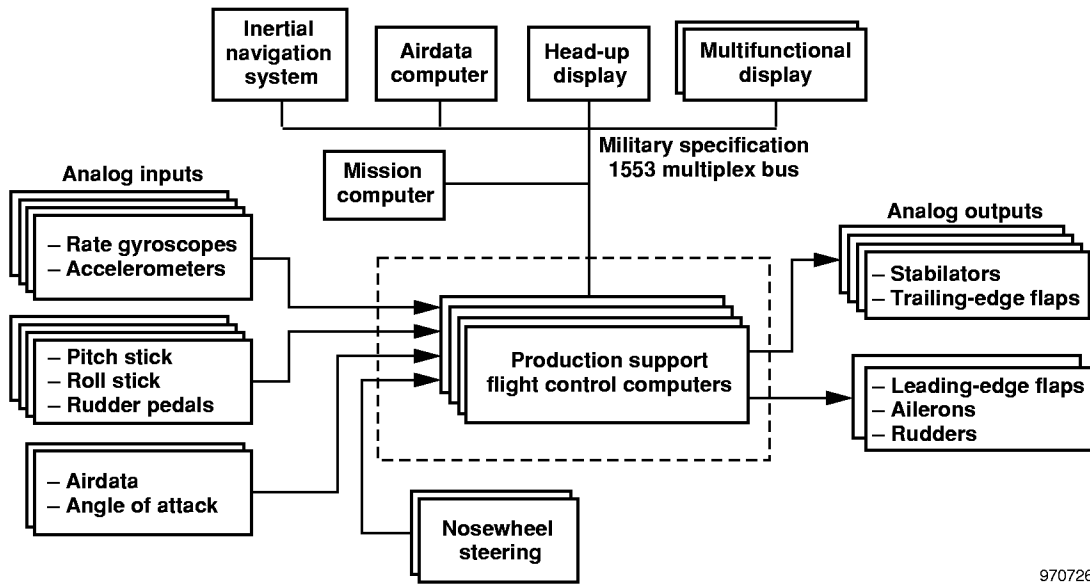 Inertial
navigation
system
Airdata
computer
Head-up
display
Multifunctional
display
Military specification
1553 multiplex bus
Mission
computer
Analog inputs
– Rate gyroscopes
– Accelerometers
– Pitch stick
– Roll stick
– Rudder pedals
– Airdata
– Angle of attack
Production support
flight control computers
Nosewheel
steering
Analog outputs
– Stabilators
– Trailing-edge flaps
– Leading-edge flaps
– Ailerons
– Rudders
970726